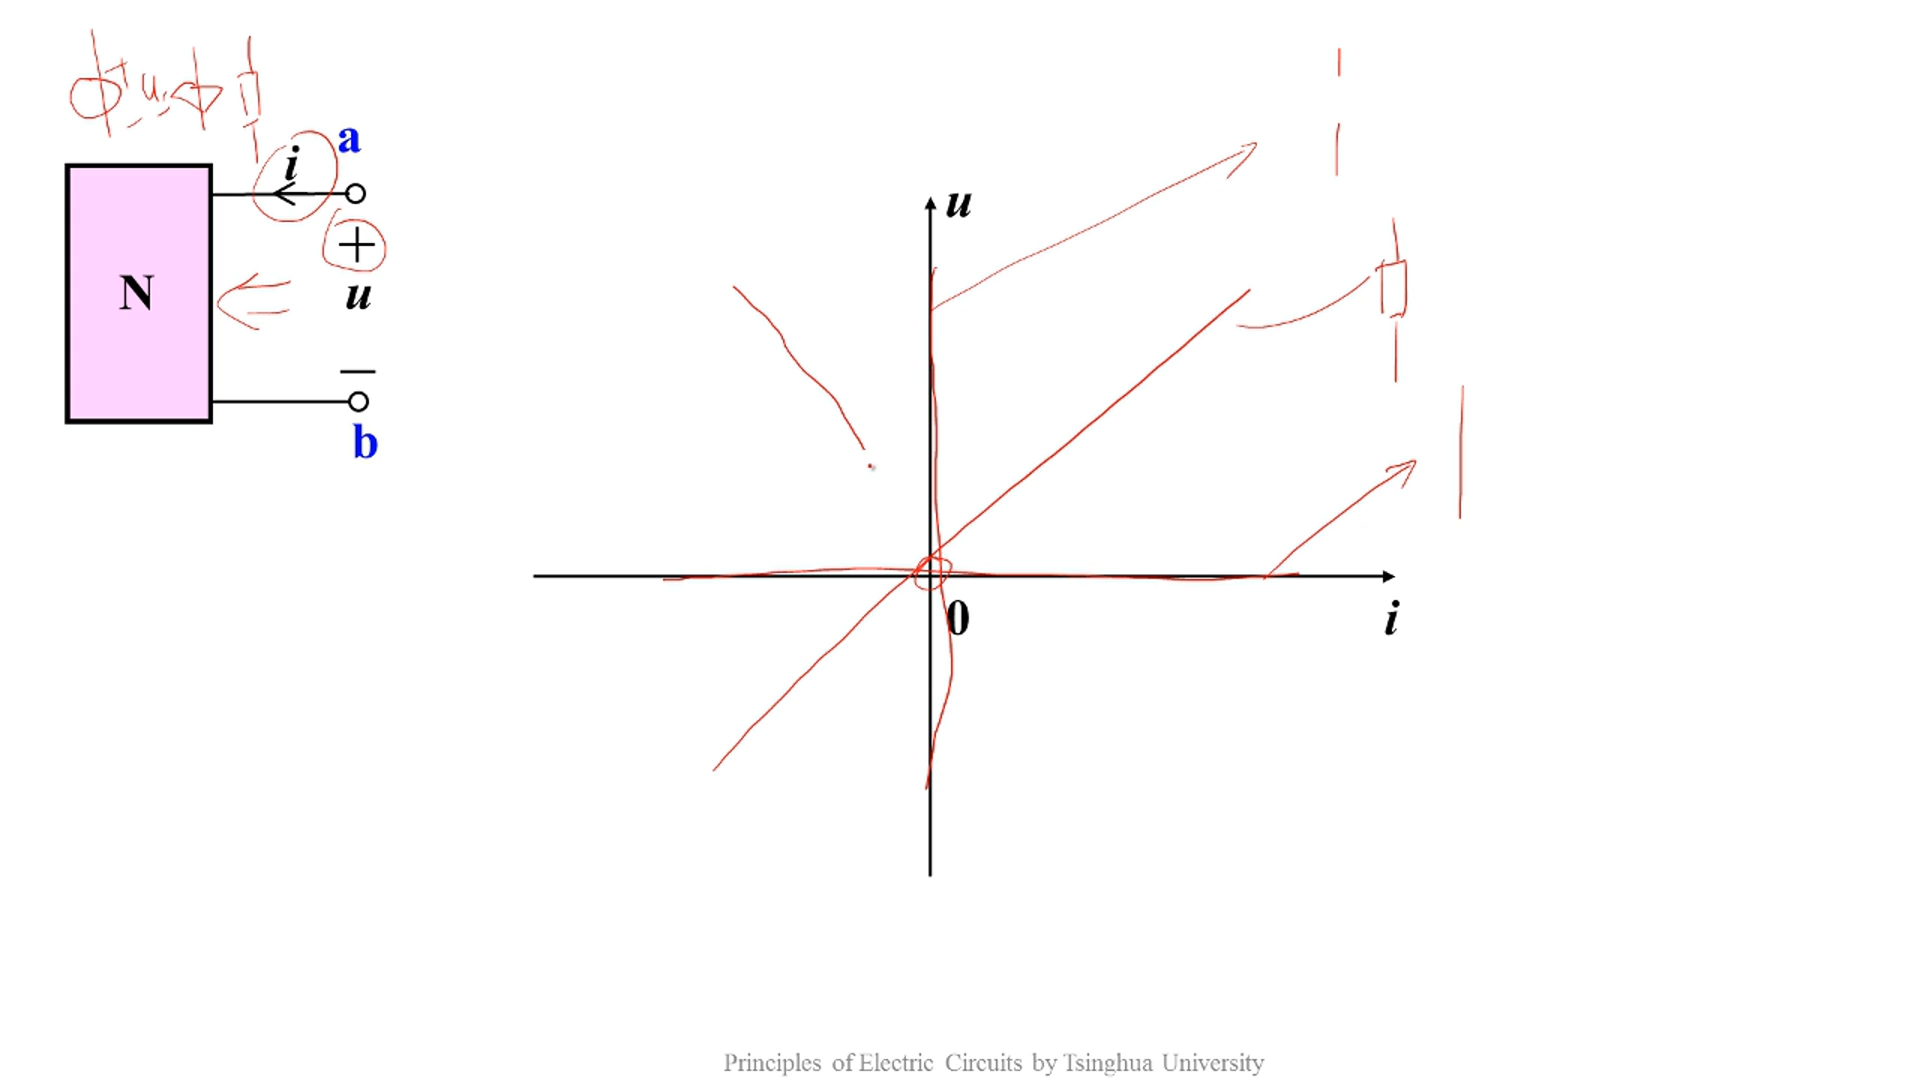 +
u
−
i
a
+
N
u
−
b
u
0
i
Principles of Electric Circuits by Tsinghua University